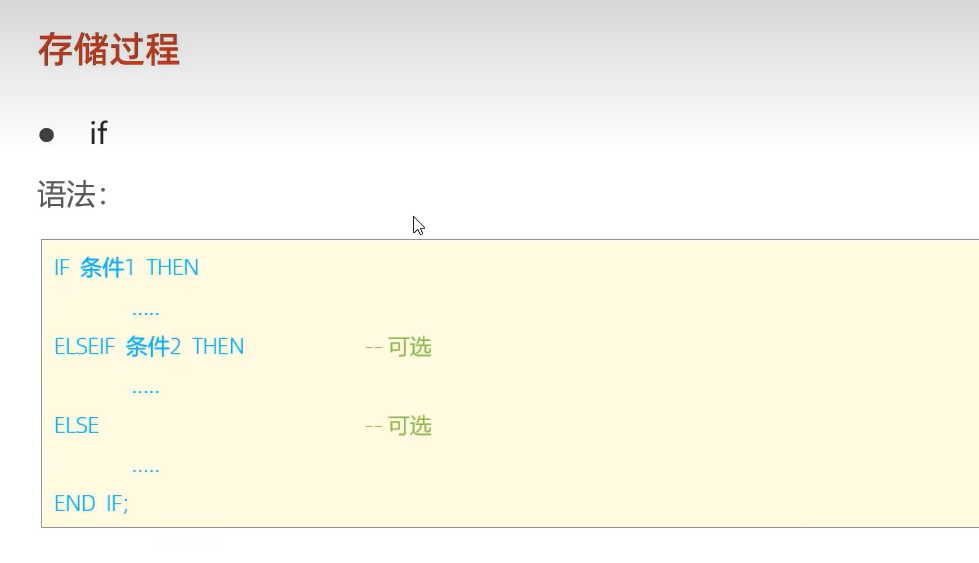 存储过程
● if
语法：
IF 条件1 THEN
.....
ELSEIF 条件2 THEN -- 可选
.....
ELSE -- 可选
.....
END IF;